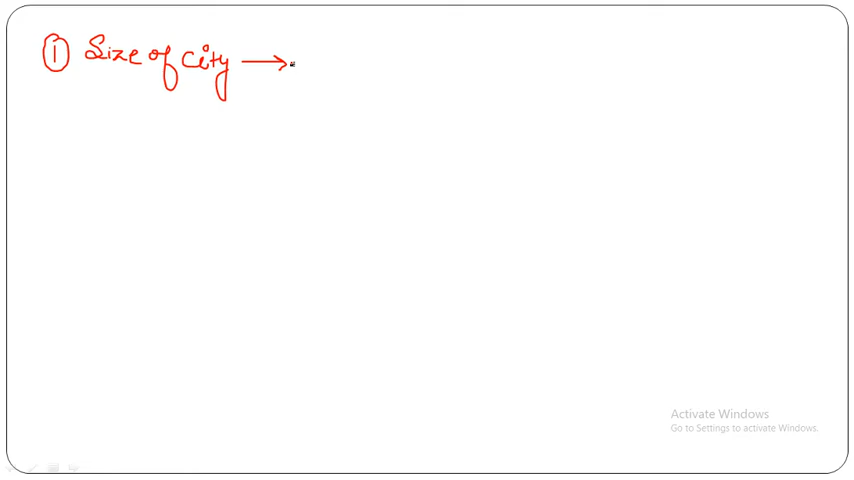 ① Size of city →
Activate Windows
Go to Settings to activate Windows.